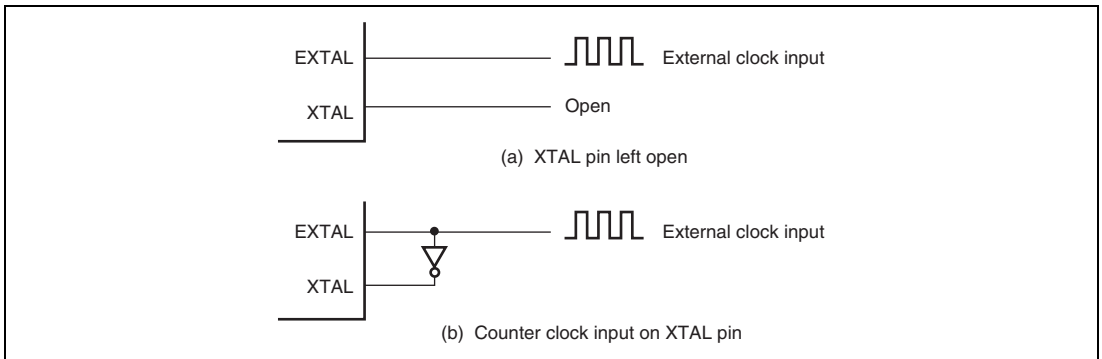 EXTAL External clock input
XTAL Open
(a) XTAL pin left open
EXTAL External clock input
XTAL
(b) Counter clock input on XTAL pin